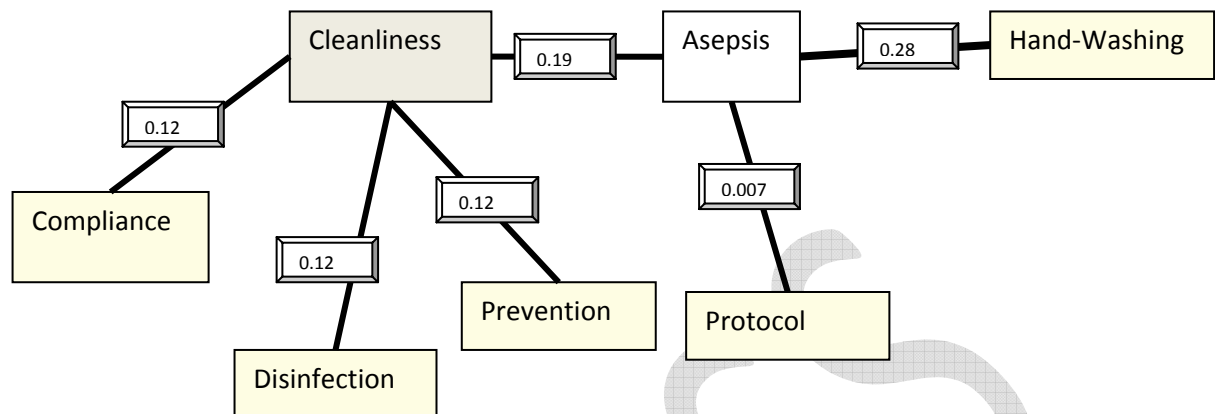 Cleanliness
0.19
Asepsis
0.28
Hand-Washing
0.12
Compliance
0.12
0.007
0.12
Prevention
Protocol
Disinfection